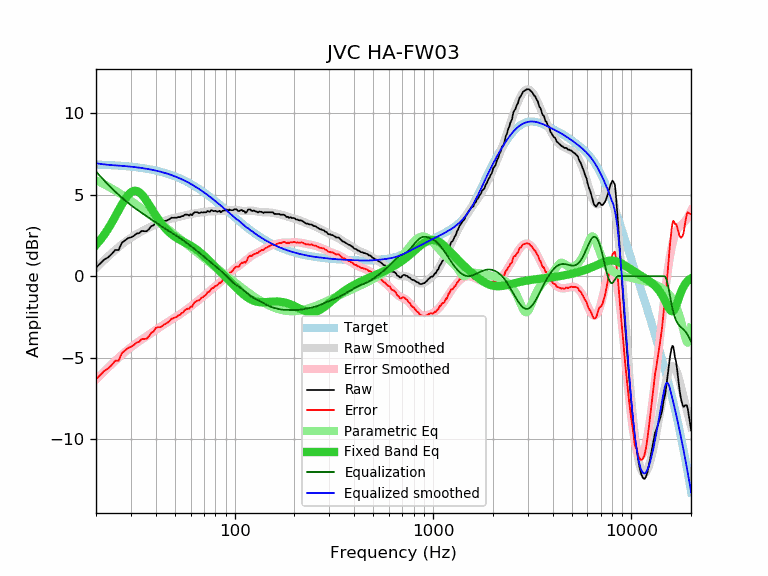 JVC HA-FW03
Amplitude (dBr)
10
5
0
−5
−10
Target
Raw Smoothed
Error Smoothed
Raw
Error
Parametric Eq
Fixed Band Eq
Equalization
Equalized smoothed
100
1000
10000
Frequency (Hz)